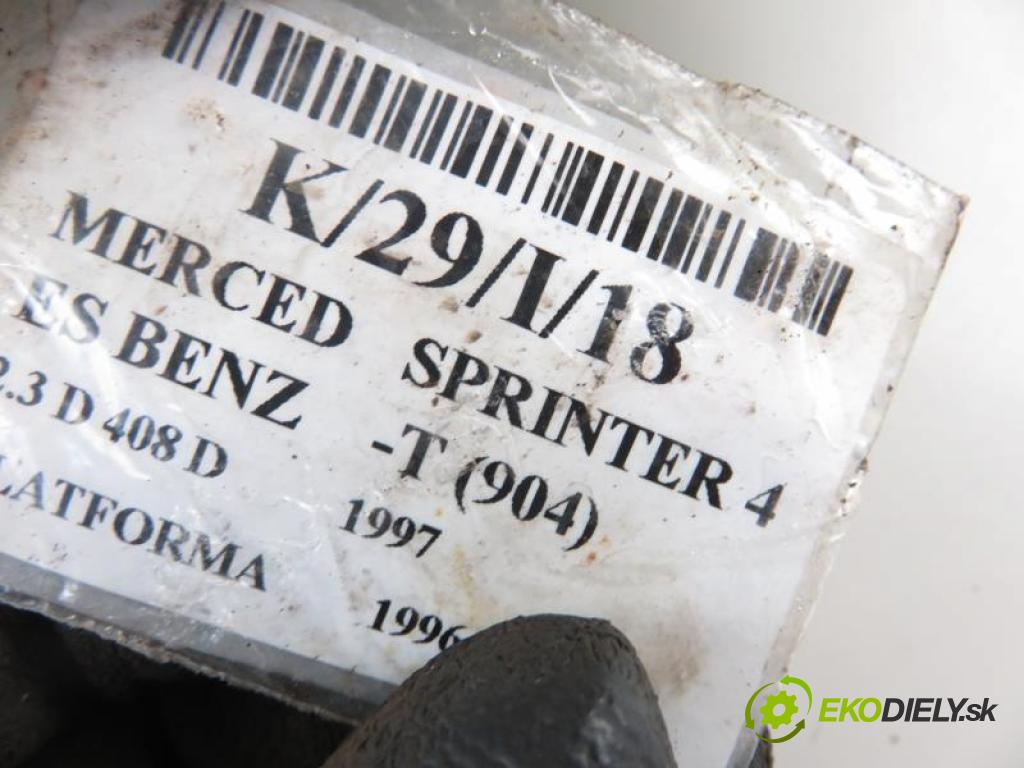 K/29/I/18
MERCED SPRINTER 4
ES BENZ -T (904)
2.3 D 408 D 1997
LATFORMA 1996
EKODIELY.sk